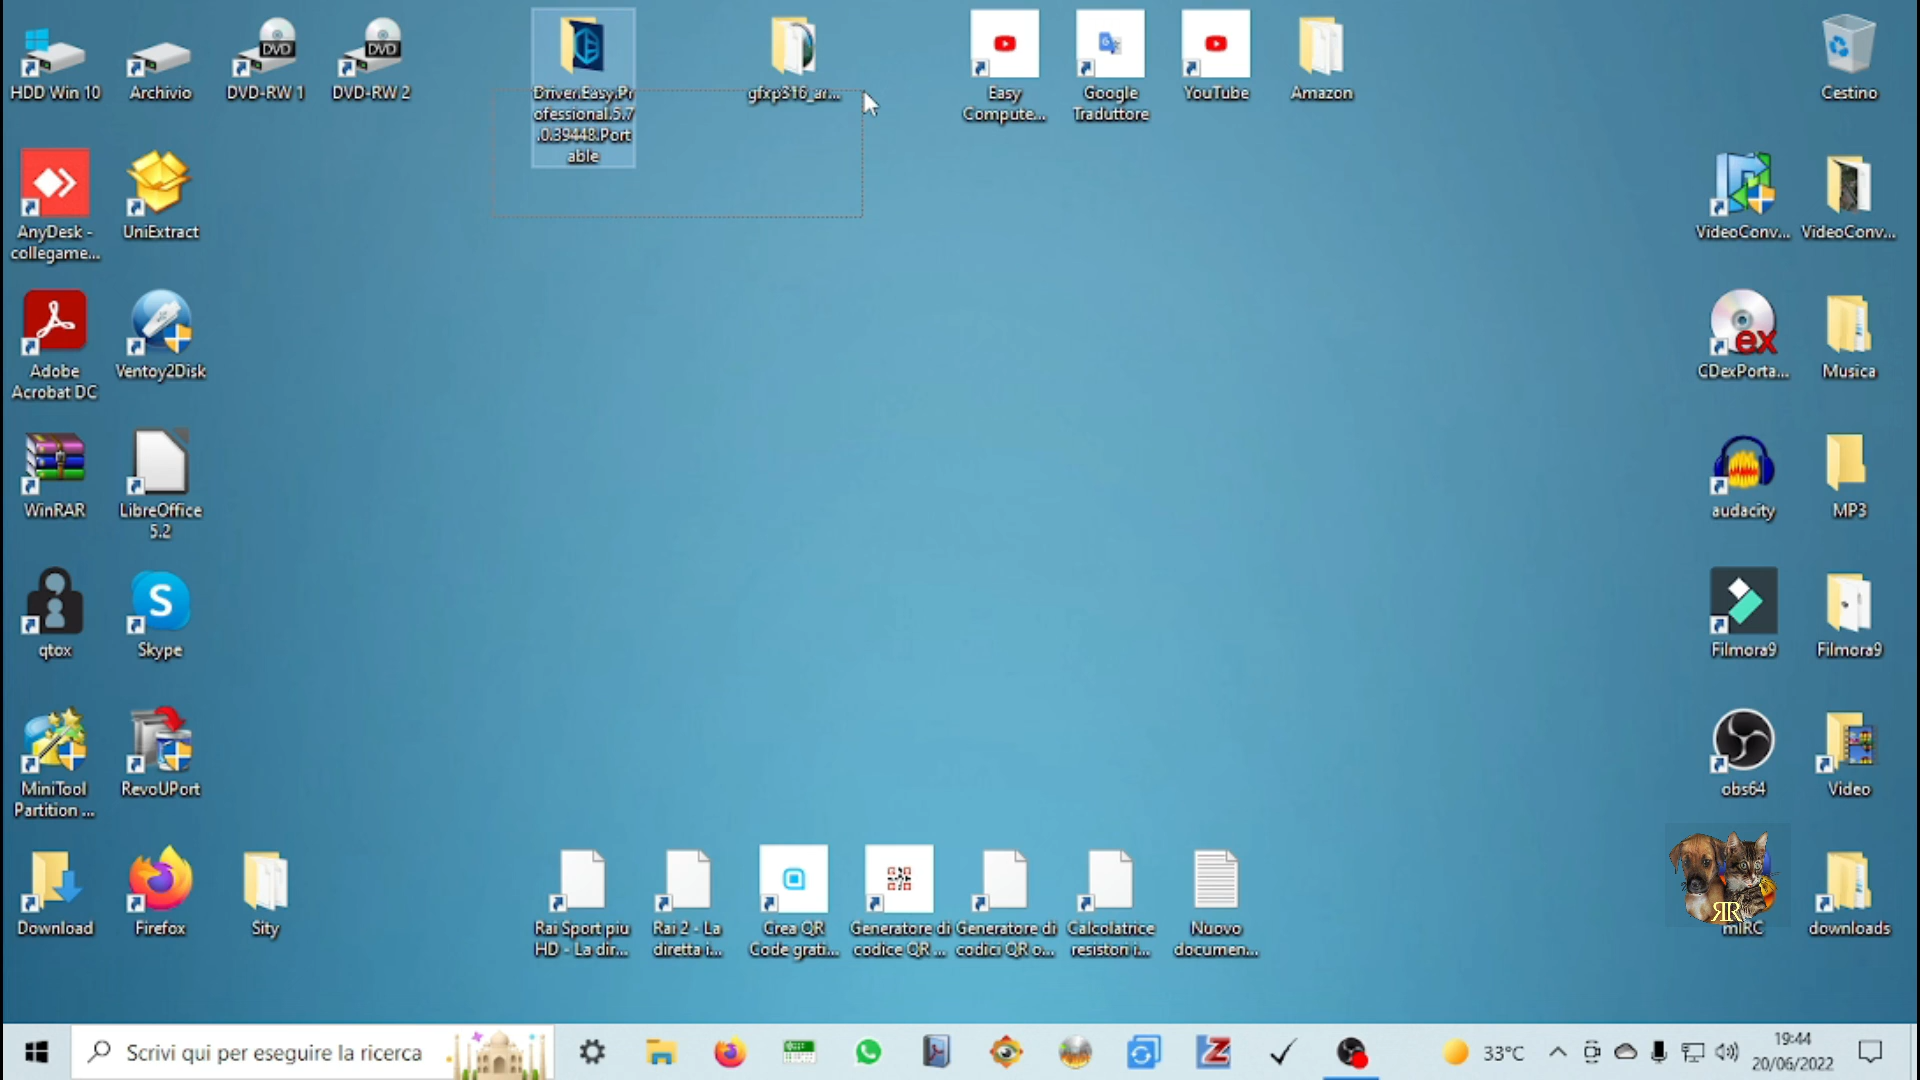 HDD Win 10
Archivio
DVD
DVD-RW 1
DVD
DVD-RW 2
Driver.Easy.Pr
ofessional.5.7
.0.39448.Port
able
gfxp316_ar...
Easy
Compute...
Google
Traduttore
YouTube
Amazon
Cestino
AnyDesk -
collegame...
UniExtract
VideoConv...
VideoConv...
Adobe
Acrobat DC
Ventoy2Disk
ex
CDexPorta...
Musica
WinRAR
LibreOffice
5.2
audacity
MP3
qtox
S
Skype
Filmora9
Filmora9
MiniTool
Partition ...
RevoUPort
obs64
Video
Download
Firefox
Sity
Rai Sport piu
HD - La dir...
Rai 2 - La
diretta i...
Crea QR
Code grati...
Generatore di
codice QR ...
Generatore di
codici QR o...
Calcolatrice
resistori i...
Nuovo
documen...
RR
mIRC
downloads
Scrivi qui per eseguire la ricerca
Z
33°C
19:44
20/06/2022